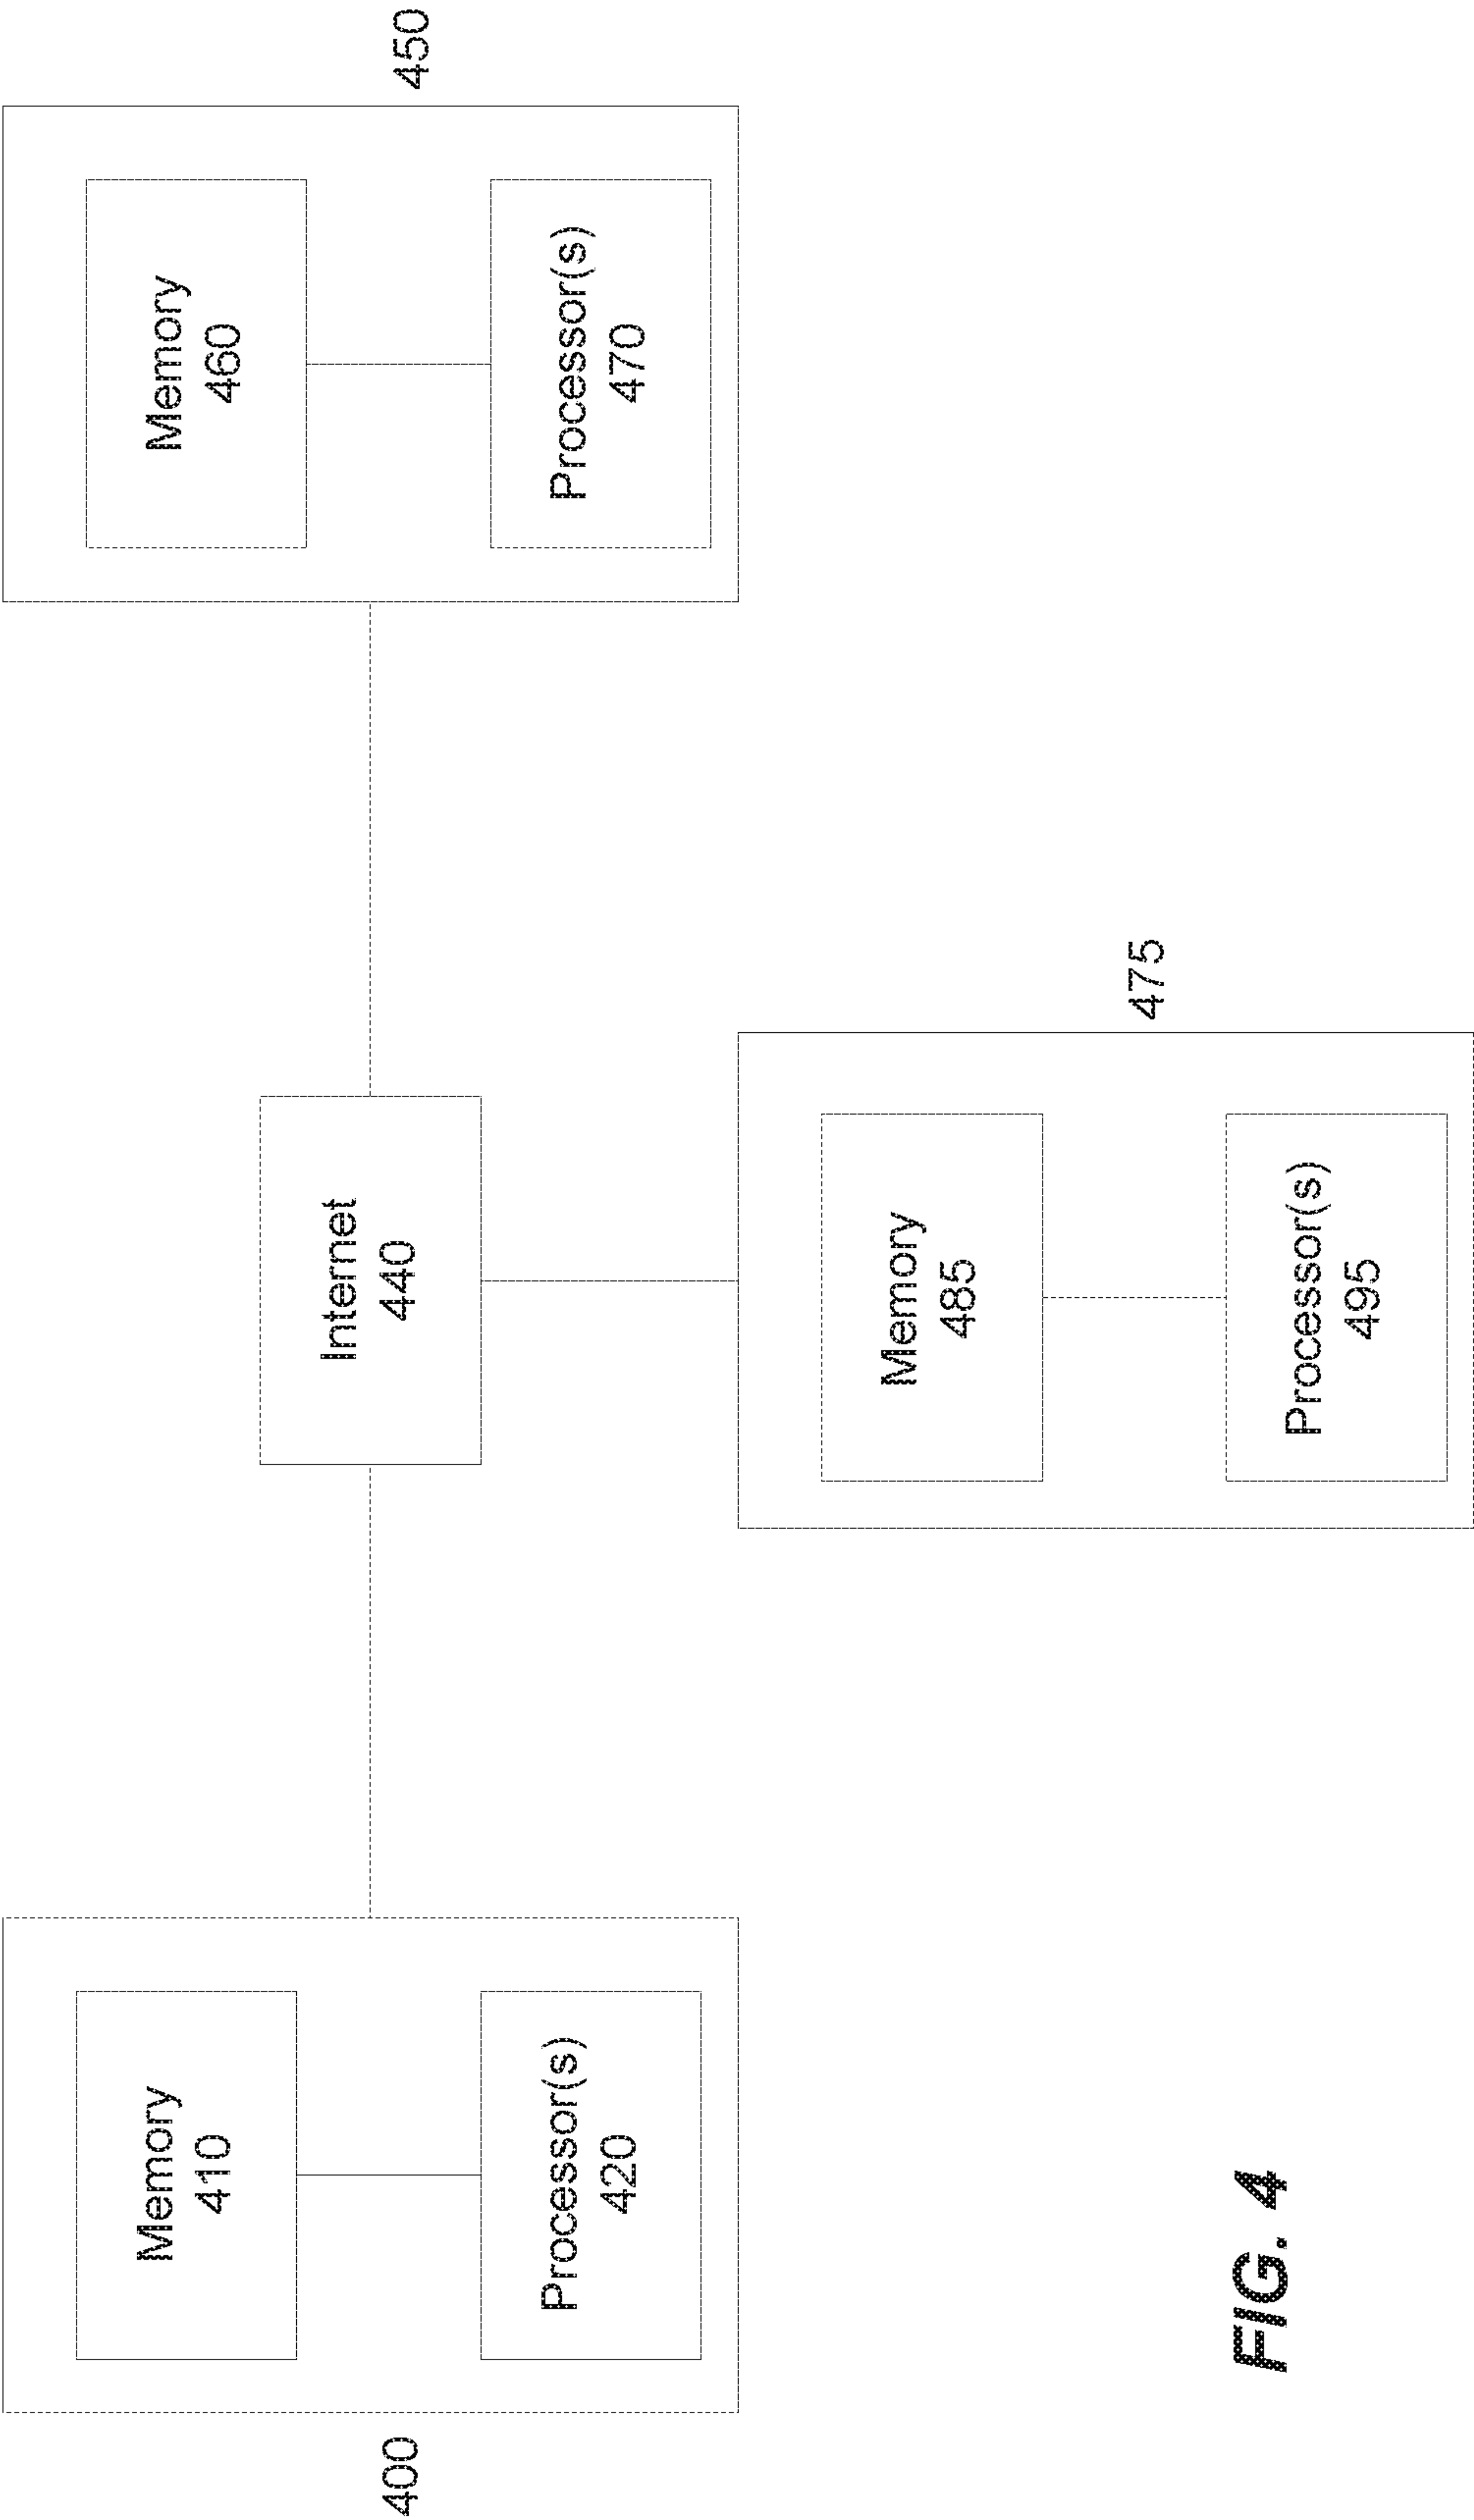 400
Memory
410
Processor(s)
420
Internet
440
Memory
460
Processor(s)
470
450
Memory
485
Processor(s)
495
475
FIG. 4